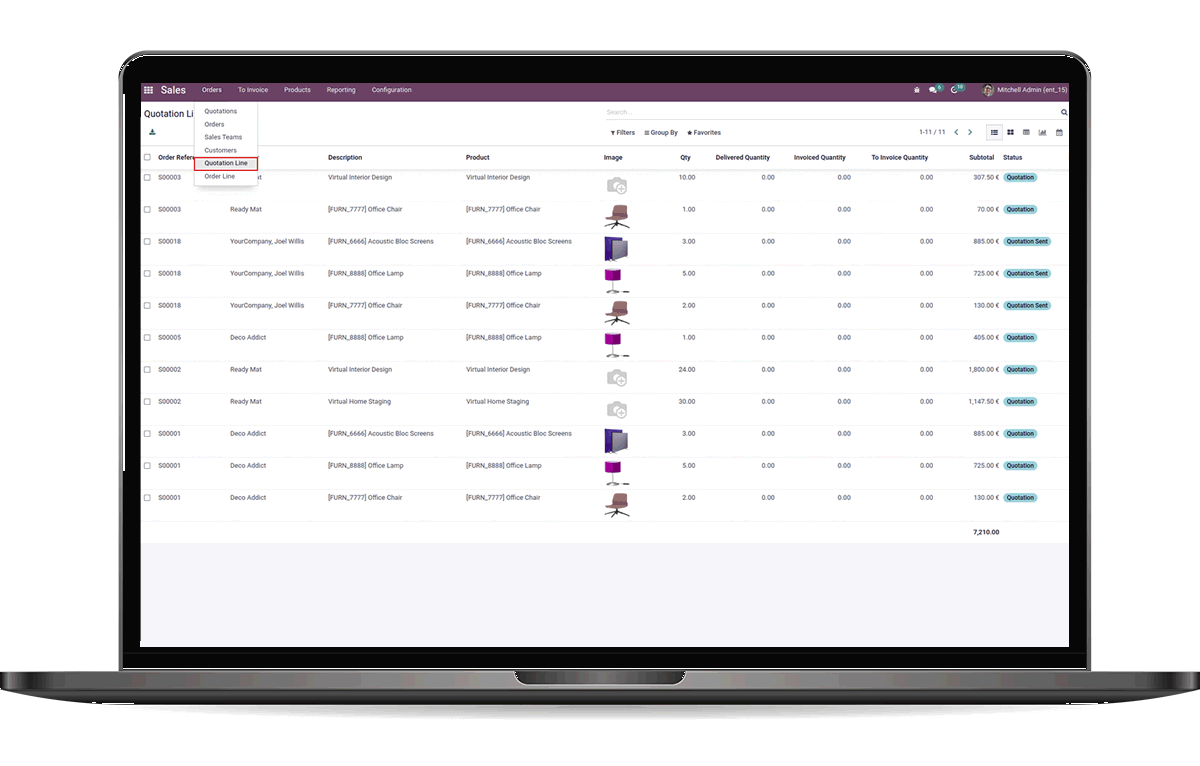 Sales Orders To Invoice Products Reporting Configuration 6 18 Mitchell Admin (ent_15)
Quotation Li Quotations Search...
Orders
Sales Teams Filters Group By Favorites 1-11 / 11
Customers
Order Refere Quotation Line Description Product Image Qty Delivered Quantity Invoiced Quantity To Invoice Quantity Subtotal Status
Order Line
S00003 at Virtual Interior Design Virtual Interior Design 10.00 0.00 0.00 0.00 307.50 € Quotation
S00003 Ready Mat [FURN_7777] Office Chair [FURN_7777] Office Chair 1.00 0.00 0.00 0.00 70.00 € Quotation
S00018 YourCompany, Joel Willis [FURN_6666] Acoustic Bloc Screens [FURN_6666] Acoustic Bloc Screens 3.00 0.00 0.00 0.00 885.00 € Quotation Sent
S00018 YourCompany, Joel Willis [FURN_8888] Office Lamp [FURN_8888] Office Lamp 5.00 0.00 0.00 0.00 725.00 € Quotation Sent
S00018 YourCompany, Joel Willis [FURN_7777] Office Chair [FURN_7777] Office Chair 2.00 0.00 0.00 0.00 130.00 € Quotation Sent
S00005 Deco Addict [FURN_8888] Office Lamp [FURN_8888] Office Lamp 1.00 0.00 0.00 0.00 405.00 € Quotation
S00002 Ready Mat Virtual Interior Design Virtual Interior Design 24.00 0.00 0.00 0.00 1,800.00 € Quotation
S00002 Ready Mat Virtual Home Staging Virtual Home Staging 30.00 0.00 0.00 0.00 1,147.50 € Quotation
S00001 Deco Addict [FURN_6666] Acoustic Bloc Screens [FURN_6666] Acoustic Bloc Screens 3.00 0.00 0.00 0.00 885.00 € Quotation
S00001 Deco Addict [FURN_8888] Office Lamp [FURN_8888] Office Lamp 5.00 0.00 0.00 0.00 725.00 € Quotation
S00001 Deco Addict [FURN_7777] Office Chair [FURN_7777] Office Chair 2.00 0.00 0.00 0.00 130.00 € Quotation
7,210.00